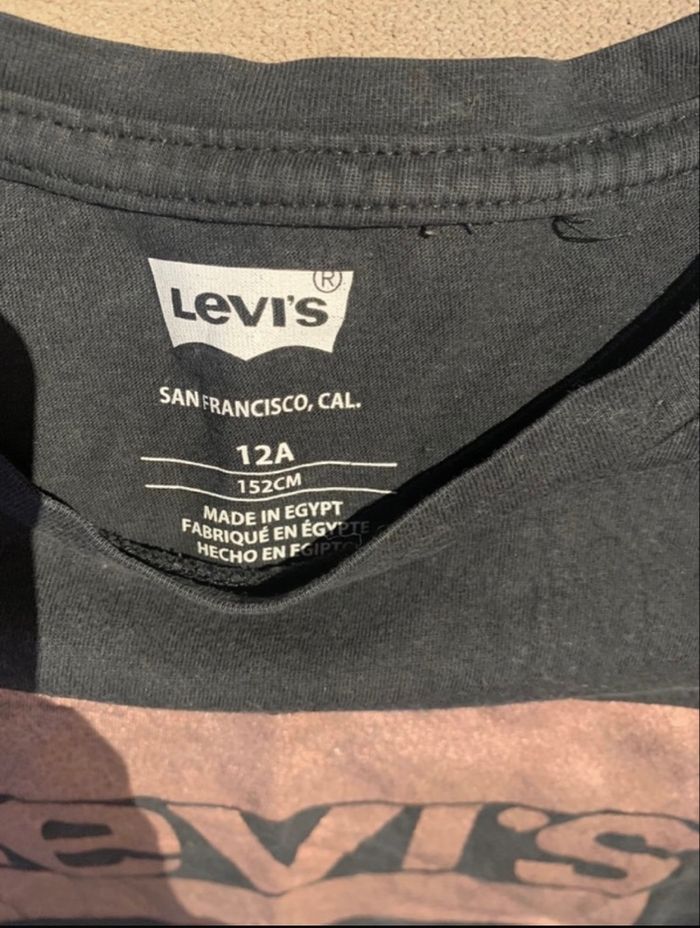 LEVI'S ®
SAN FRANCISCO, CAL.
12A
152CM
MADE IN EGYPT
FABRIQUÉ EN ÉGYPTE
HECHO EN EGIPTO
Levi's